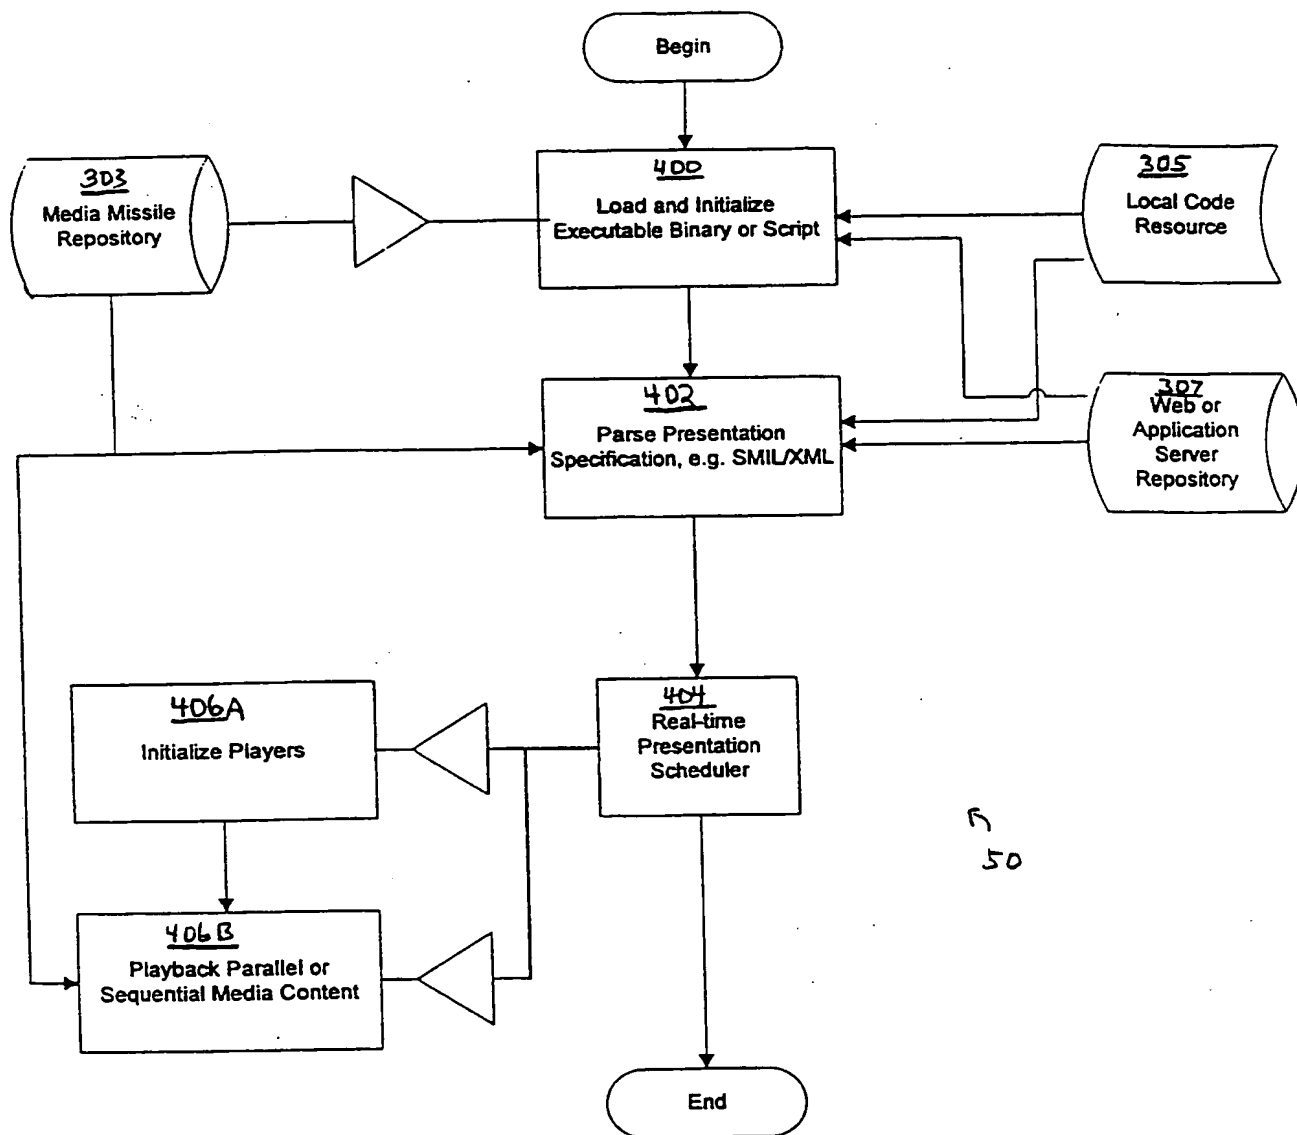 Begin
303
Media Missile
Repository
400
Load and Initialize
Executable Binary or Script
305
Local Code
Resource
402
Parse Presentation
Specification, e.g. SMIL/XML
307
Web or
Application
Server
Repository
406A
Initialize Players
404
Real-time
Presentation
Scheduler
50
406B
Playback Parallel or
Sequential Media Content
End